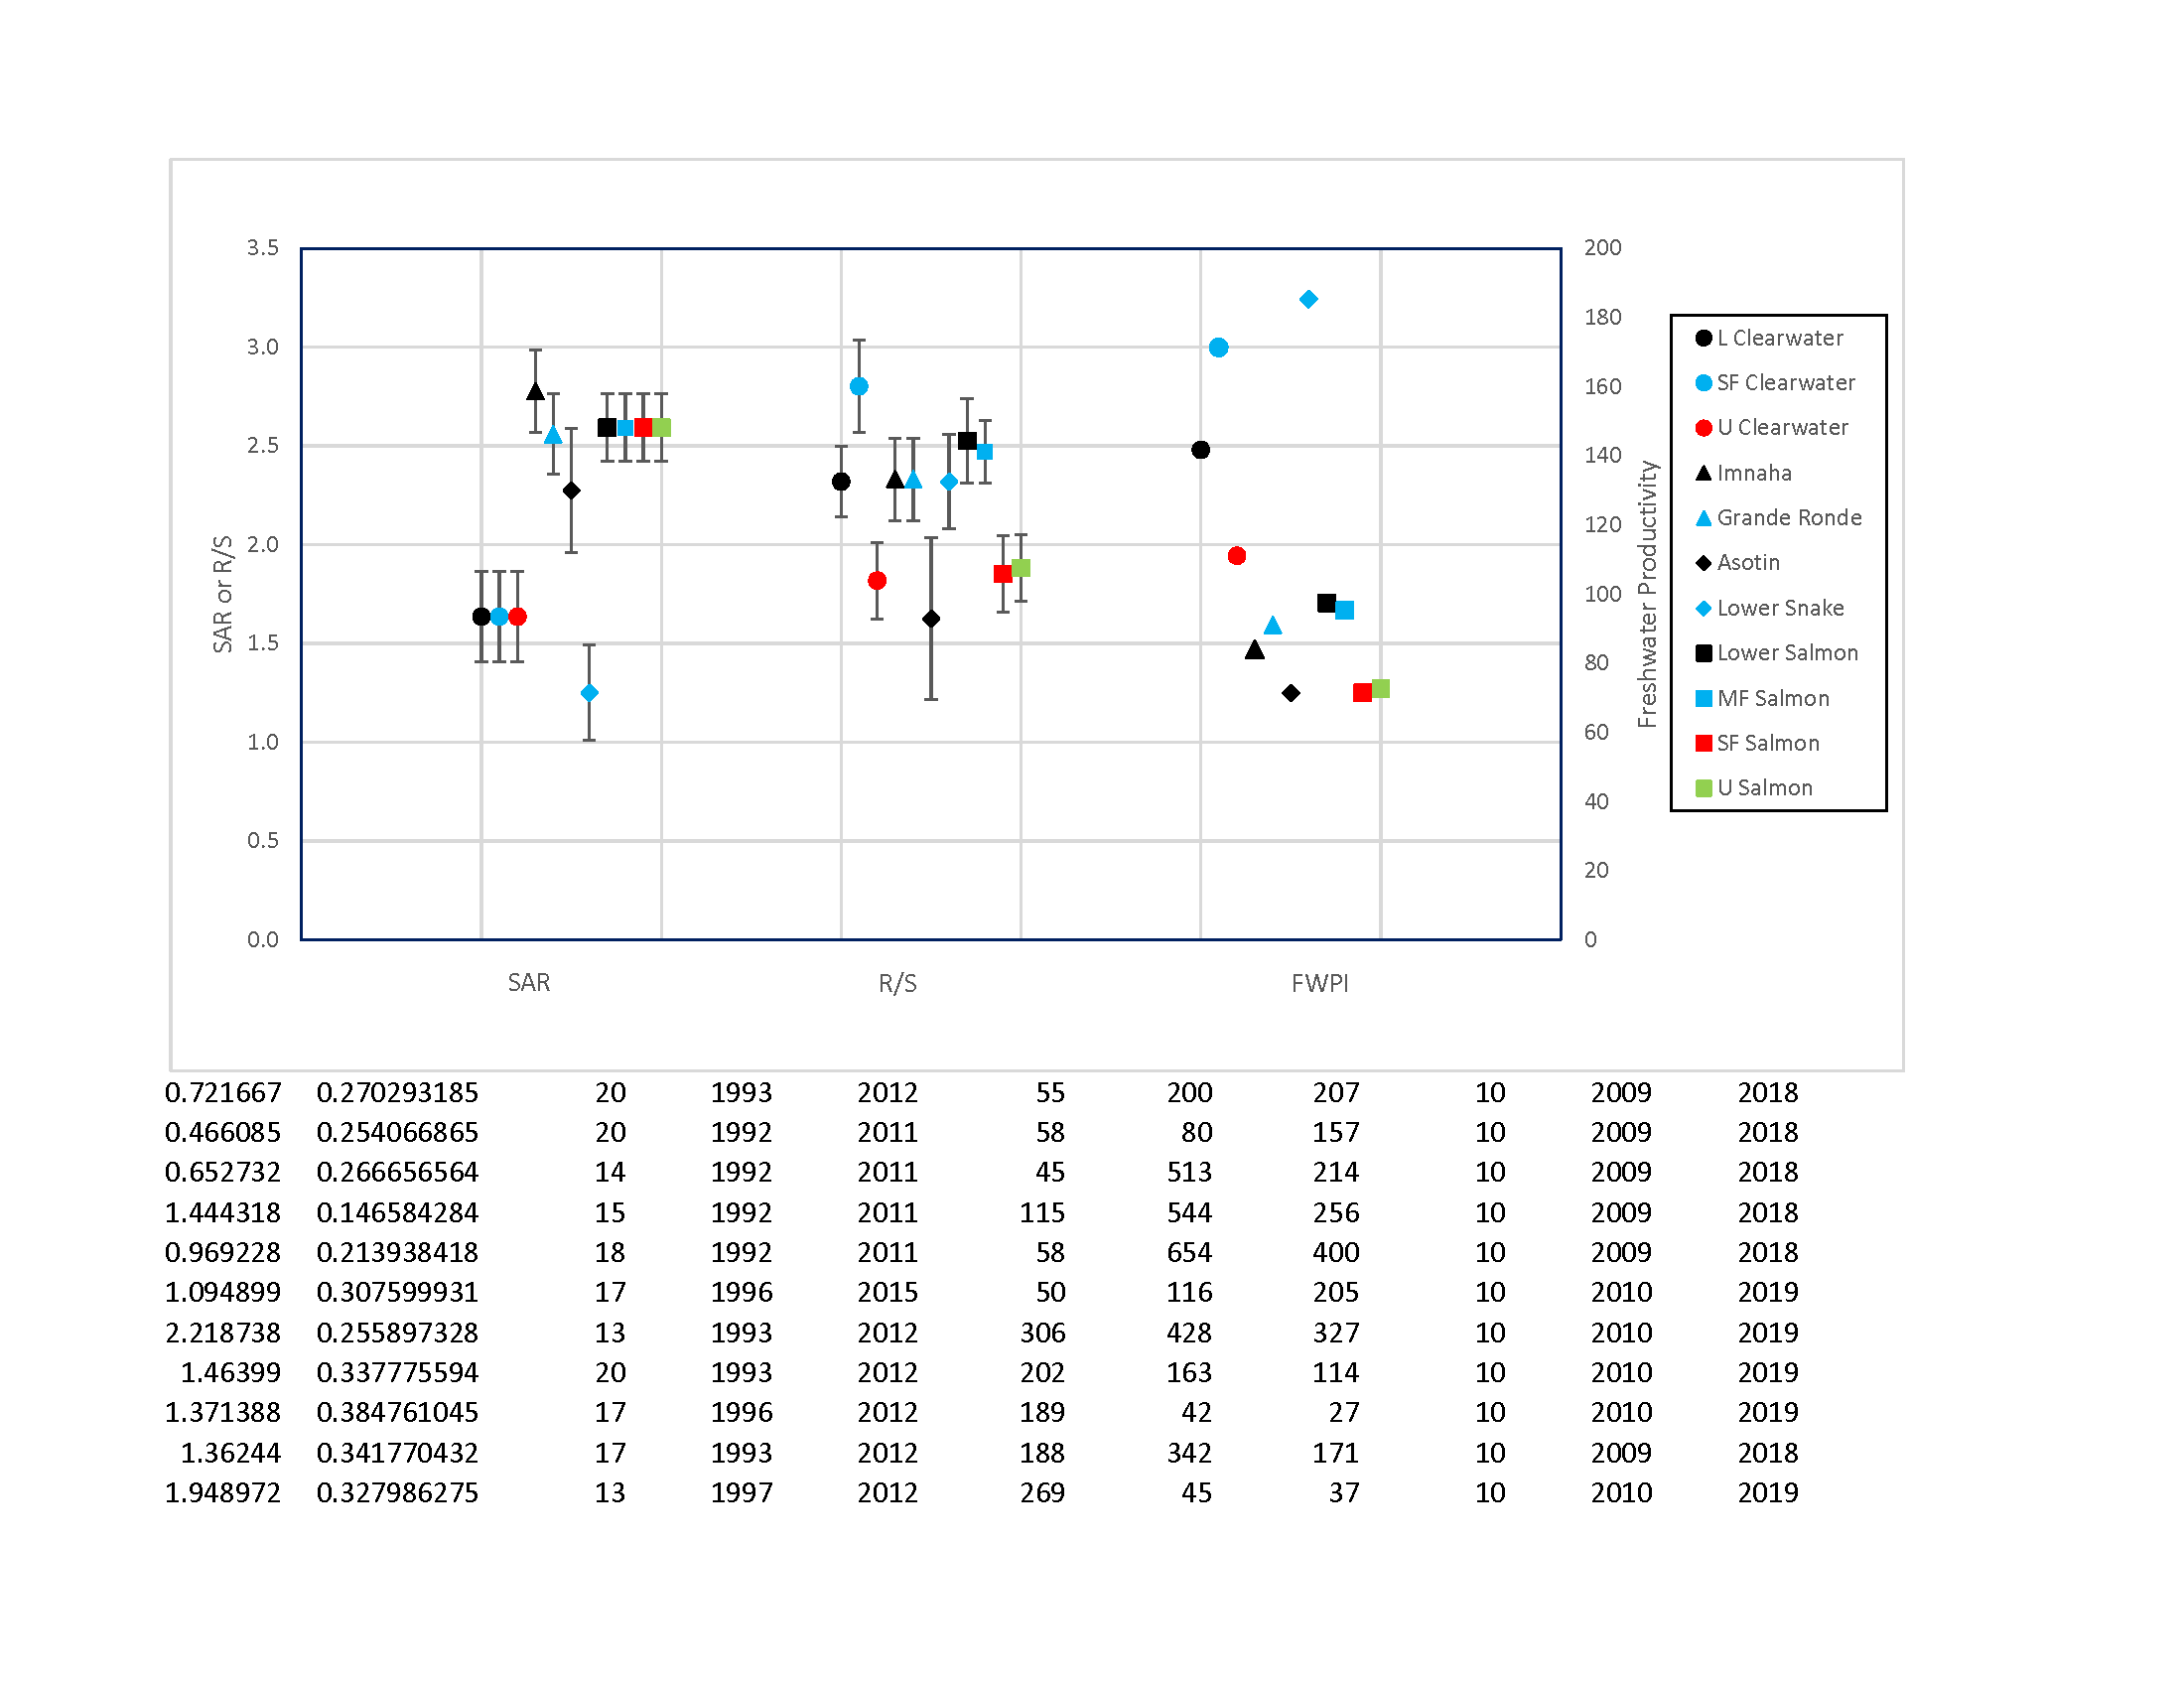 3.5
3.0
2.5
2.0
1.5
1.0
0.5
0.0
SAR or R/S
200
180
160
140
120
100
80
60
40
20
0
Freshwater Productivity
SAR R/S FWPI
L Clearwater
SF Clearwater
U Clearwater
Imnaha
Grande Ronde
Asotin
Lower Snake
Lower Salmon
MF Salmon
SF Salmon
U Salmon
0.721667 0.270293185 20 1993 2012 55 200 207 10 2009 2018
0.466085 0.254066865 20 1992 2011 58 80 157 10 2009 2018
0.652732 0.266656564 14 1992 2011 45 513 214 10 2009 2018
1.444318 0.146584284 15 1992 2011 115 544 256 10 2009 2018
0.969228 0.213938418 18 1992 2011 58 654 400 10 2009 2018
1.094899 0.307599931 17 1996 2015 50 116 205 10 2010 2019
2.218738 0.255897328 13 1993 2012 306 428 327 10 2010 2019
1.46399 0.337775594 20 1993 2012 202 163 114 10 2010 2019
1.371388 0.384761045 17 1996 2012 189 42 27 10 2010 2019
1.36244 0.341770432 17 1993 2012 188 342 171 10 2009 2018
1.948972 0.327986275 13 1997 2012 269 45 37 10 2010 2019